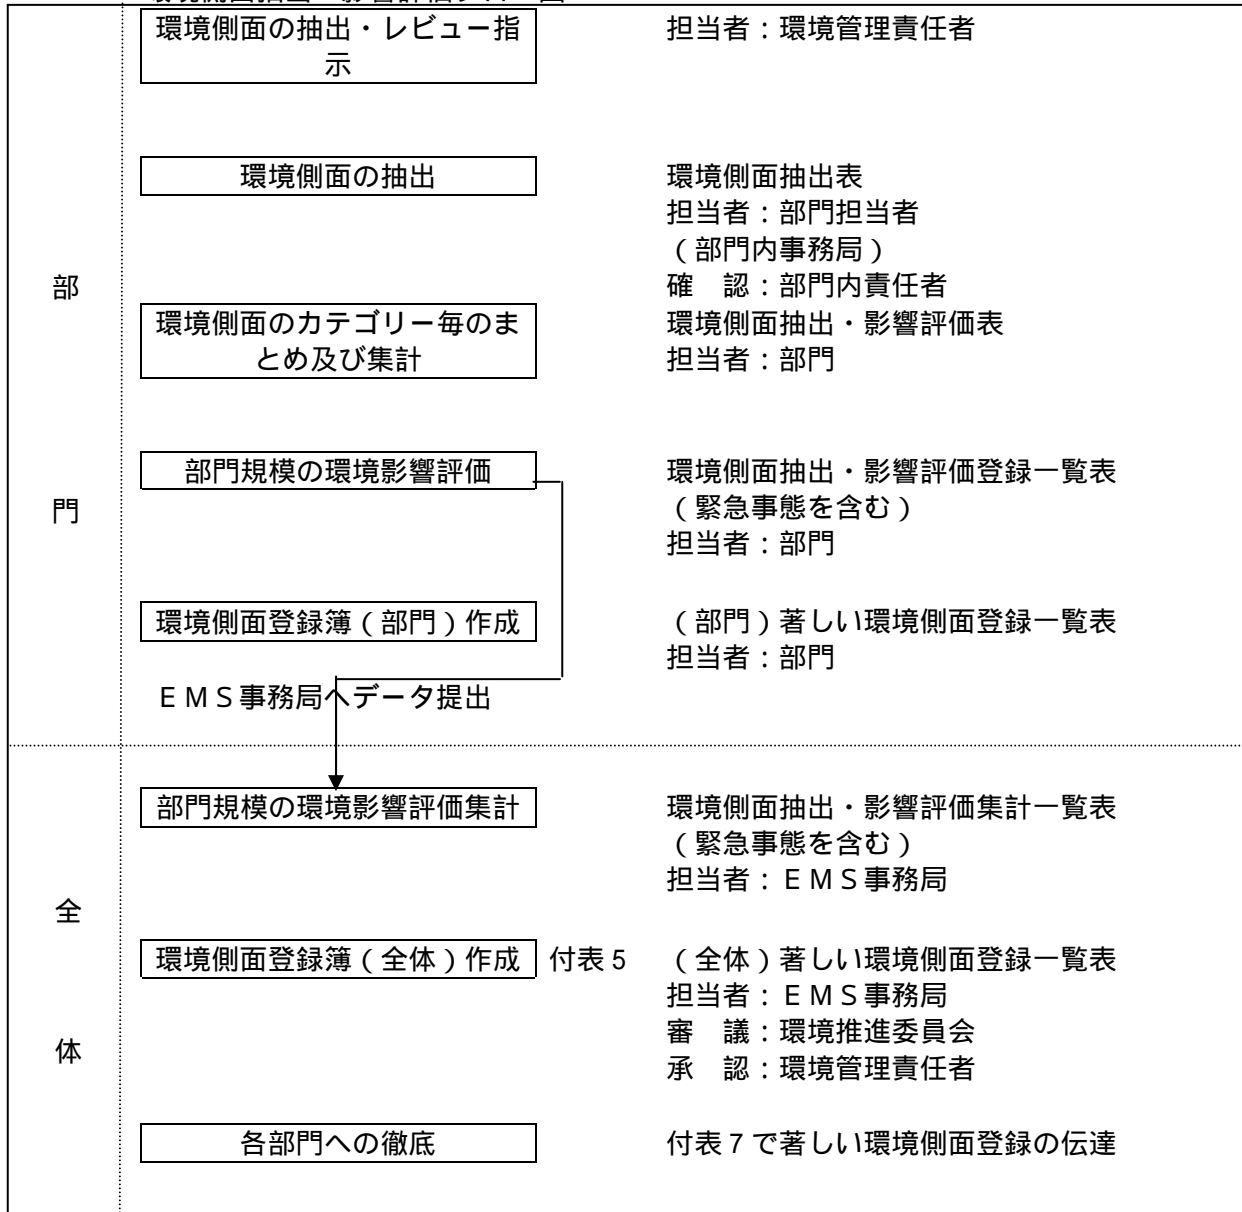 環境側面の抽出・レビュー指
示
担当者：環境管理責任者
環境側面の抽出
環境側面抽出表
担当者：部門担当者
（部門内事務局）
確　認：部門内責任者
部
環境側面のカテゴリー毎のま
とめ及び集計
環境側面抽出・影響評価表
担当者：部門
部門規模の環境影響評価
環境側面抽出・影響評価登録一覧表
（緊急事態を含む）
担当者：部門
門
環境側面登録簿（部門）作成
（部門）著しい環境側面登録一覧表
担当者：部門
ＥＭＳ事務局へデータ提出
部門規模の環境影響評価集計
環境側面抽出・影響評価集計一覧表
（緊急事態を含む）
担当者：ＥＭＳ事務局
全
環境側面登録簿（全体）作成
付表５
（全体）著しい環境側面登録一覧表
担当者：ＥＭＳ事務局
審　議：環境推進委員会
承　認：環境管理責任者
体
各部門への徹底
付表７で著しい環境側面登録の伝達